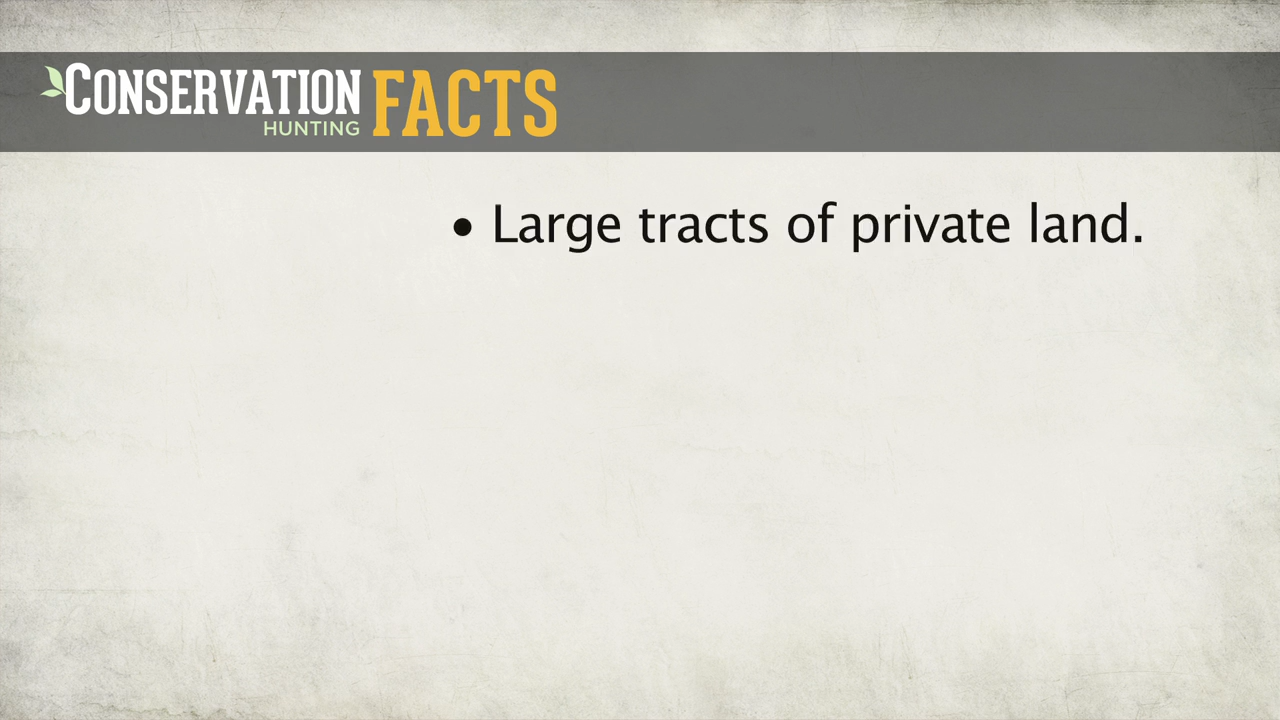 CONSERVATION FACTS
HUNTING
• Large tracts of private land.